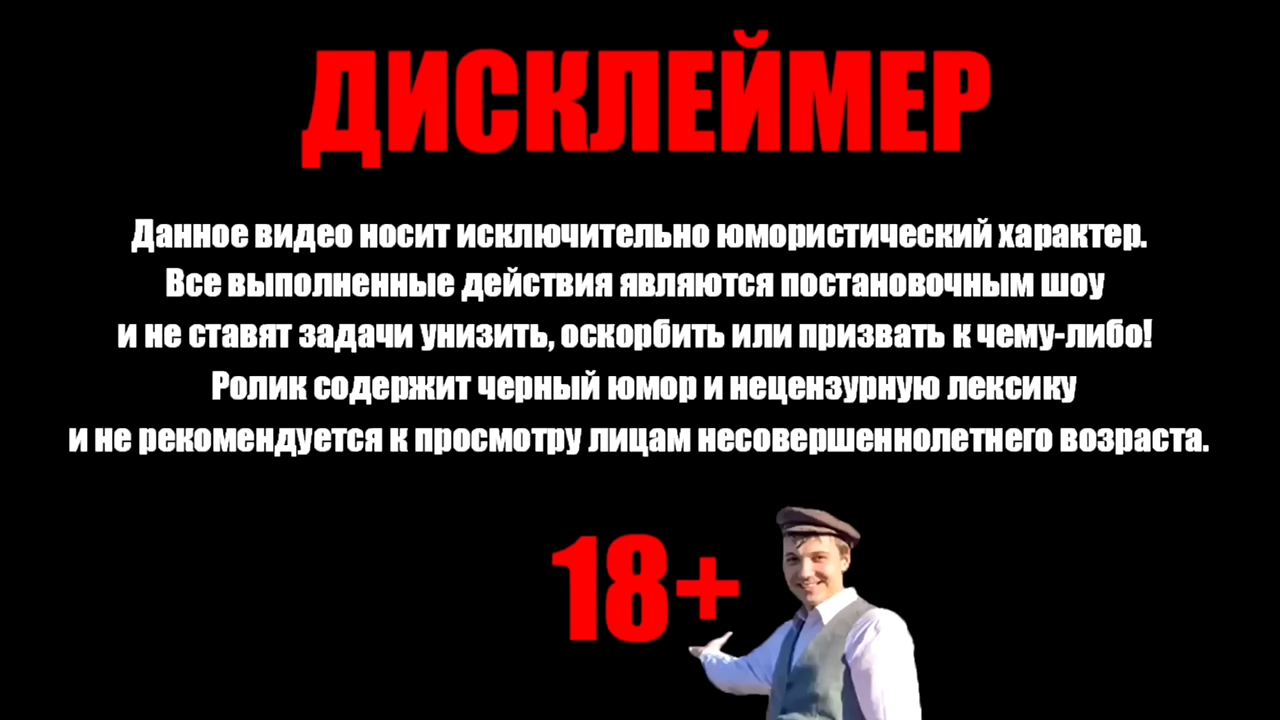 ДИСКЛЕЙМЕР
Данное видео носит исключительно юмористический характер.
Все выполненные действия являются постановочным шоу
и не ставят задачи унизить, оскорбить или призвать к чему-либо!
Ролик содержит черный юмор и нецензурную лексику
и не рекомендуется к просмотру лицам несовершеннолетнего возраста.
18+